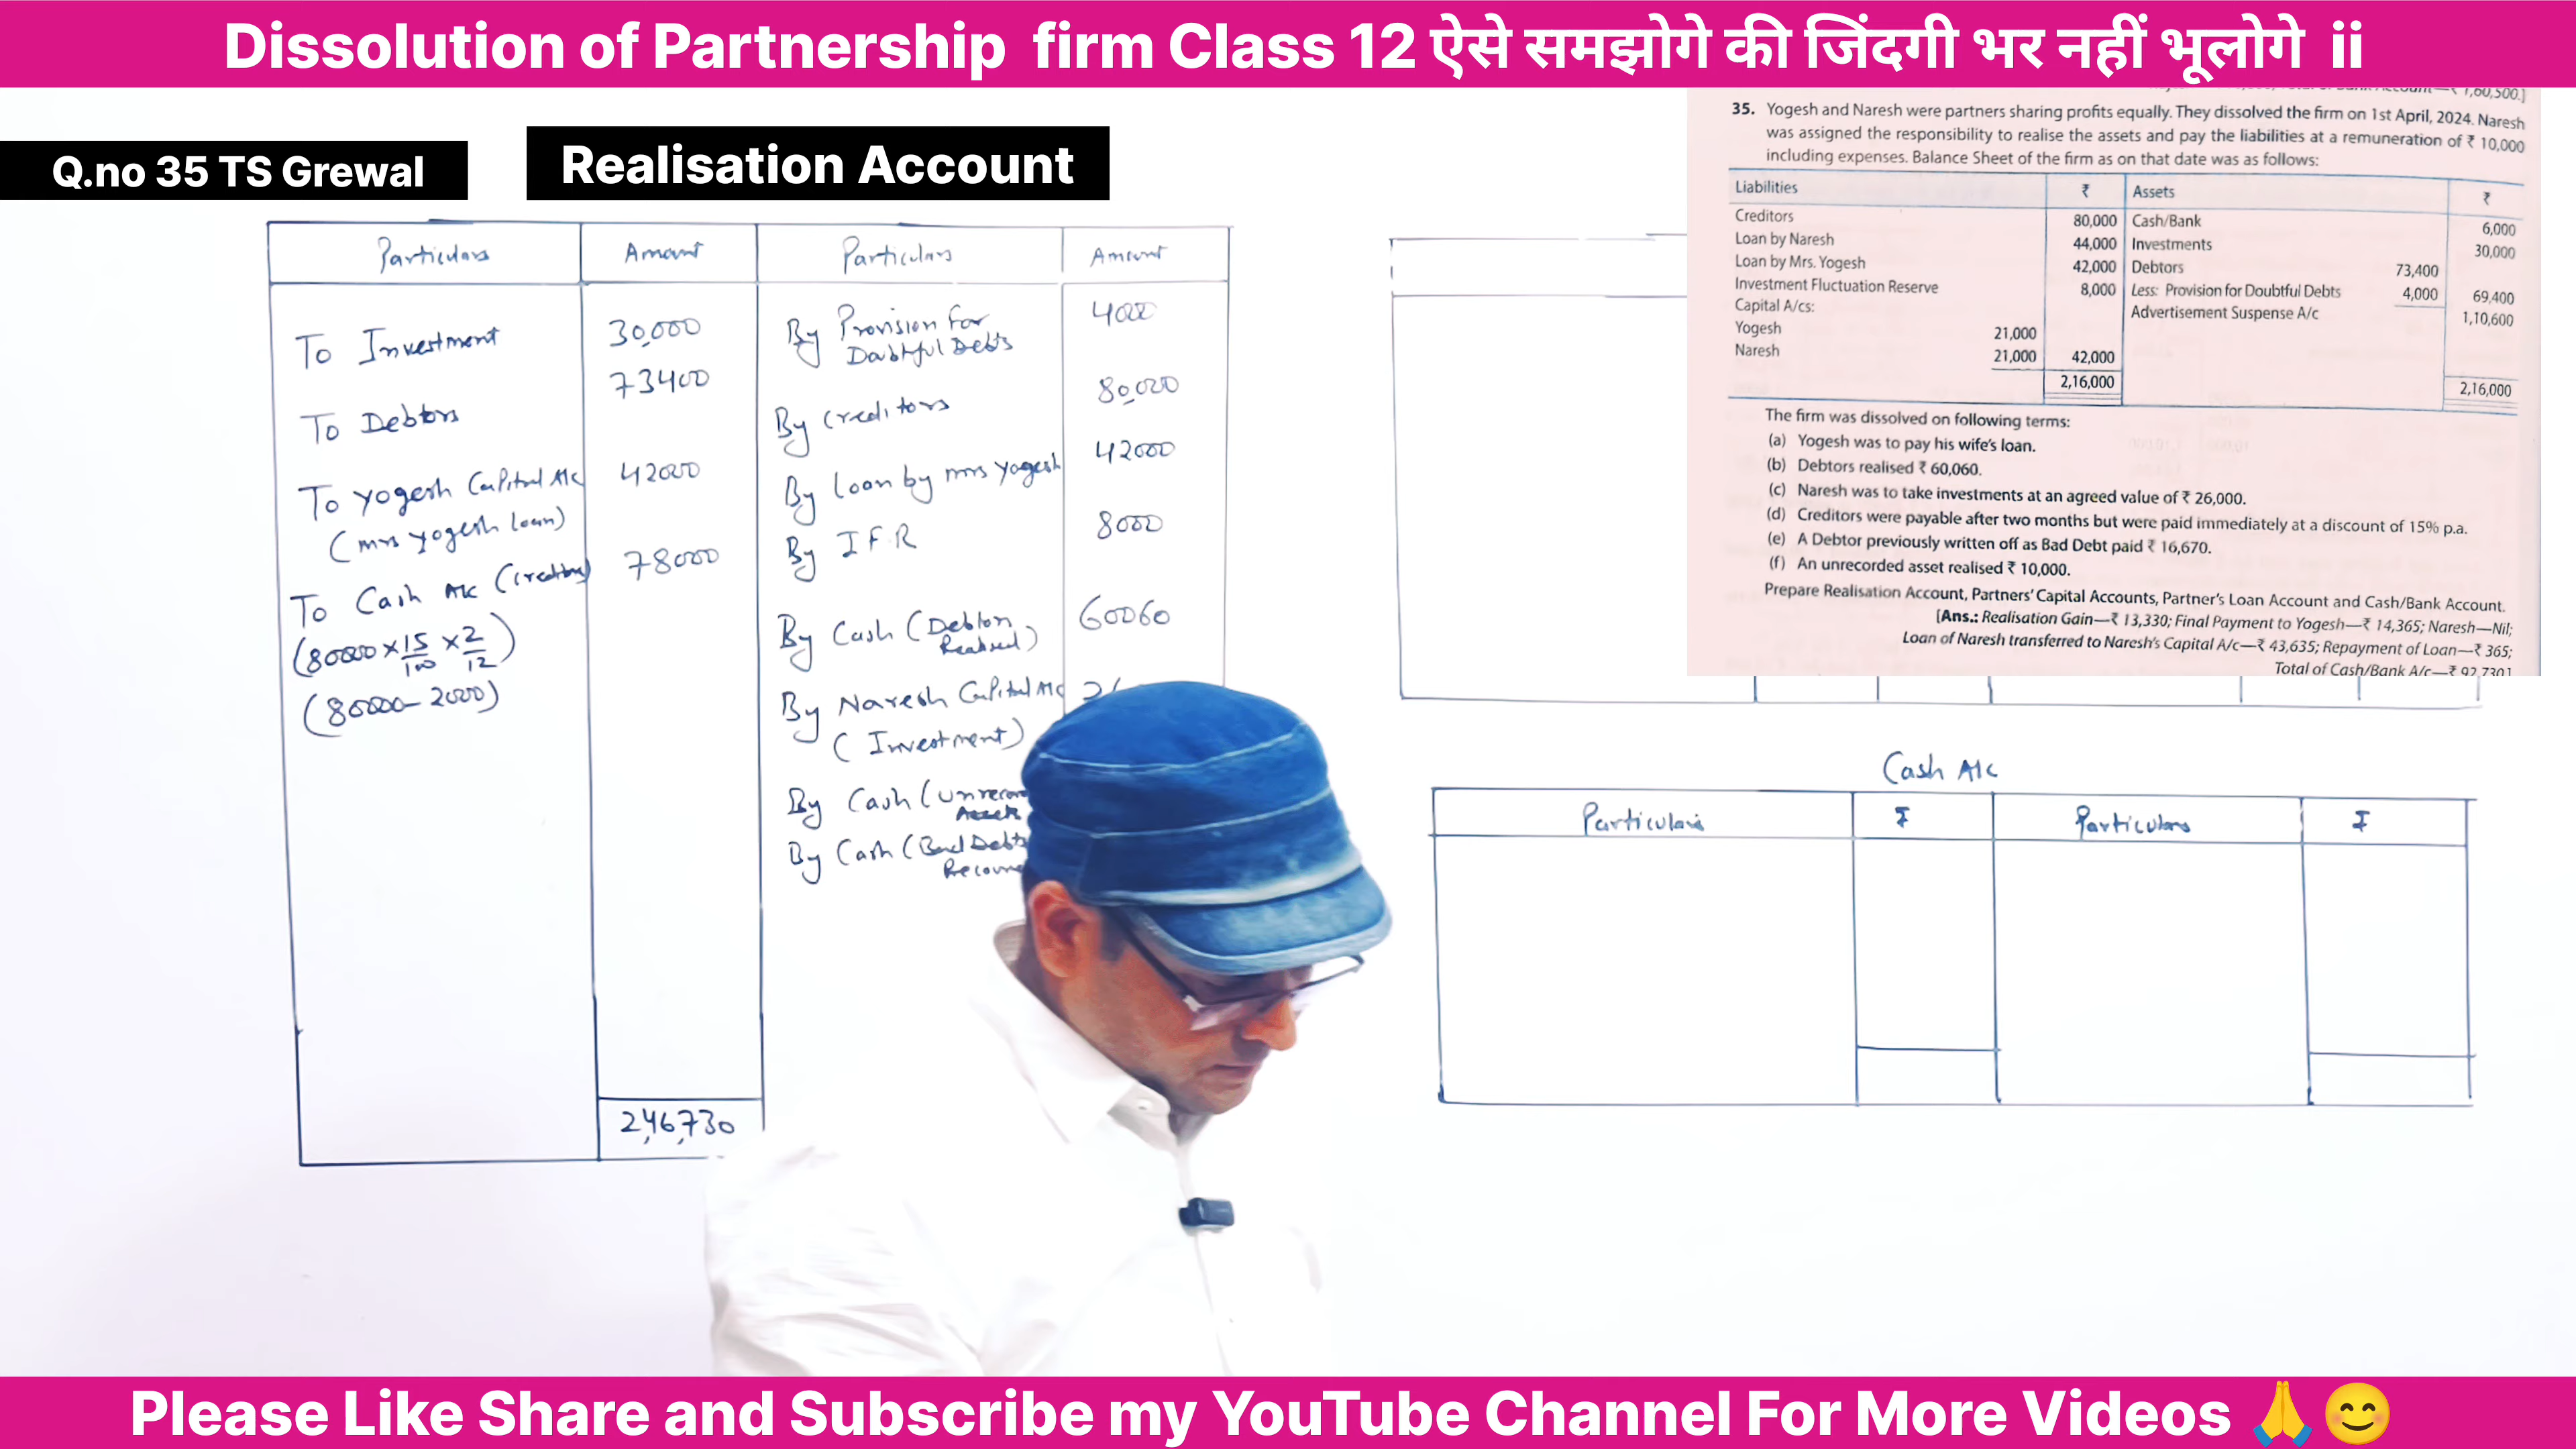 Dissolution of Partnership firm Class 12 ऐसे समझोगे की जिंदगी भर नहीं भूलोगे ii
Q.no 35 TS Grewal
Realisation Account
Particulars Amount Particulars Amount
To Investment 30,000 By Provision for Doubtful Debts 4000
To Debtors 73400 By Creditors 80,000
To Yogesh Capital A/c 42000 By Loan by mrs Yogesh 42000
(mrs yogesh loan) By I F R 8000
To Cash A/c (Creditors) 78000
(80000 × 15/100 × 2/12) By Cash (Debtors Realised) 60060
(80000 - 2000)
By Naresh Capital A/c
(Investment)
By Cash (Unrecor
Assets
By Cash (Bad Debts
Recove
2,46,730
1,60,500.]
35. Yogesh and Naresh were partners sharing profits equally. They dissolved the firm on 1st April, 2024. Naresh
was assigned the responsibility to realise the assets and pay the liabilities at a remuneration of ₹ 10,000
including expenses. Balance Sheet of the firm as on that date was as follows:
Liabilities ₹ Assets ₹
Creditors 80,000 Cash/Bank 6,000
Loan by Naresh 44,000 Investments 30,000
Loan by Mrs. Yogesh 42,000 Debtors 73,400
Investment Fluctuation Reserve 8,000 Less: Provision for Doubtful Debts 4,000 69,400
Capital A/cs: Advertisement Suspense A/c 1,10,600
Yogesh 21,000
Naresh 21,000 42,000
2,16,000 2,16,000
The firm was dissolved on following terms:
(a) Yogesh was to pay his wife's loan.
(b) Debtors realised ₹ 60,060.
(c) Naresh was to take investments at an agreed value of ₹ 26,000.
(d) Creditors were payable after two months but were paid immediately at a discount of 15% p.a.
(e) A Debtor previously written off as Bad Debt paid ₹ 16,670.
(f) An unrecorded asset realised ₹ 10,000.
Prepare Realisation Account, Partners' Capital Accounts, Partner's Loan Account and Cash/Bank Account.
[Ans.: Realisation Gain—₹ 13,330; Final Payment to Yogesh—₹ 14,365; Naresh—Nil;
Loan of Naresh transferred to Naresh's Capital A/c—₹ 43,635; Repayment of Loan—₹ 365;
Total of Cash/Bank A/c—₹ 92,730]
Cash A/c
Particulars ₹ Particulars ₹
Please Like Share and Subscribe my YouTube Channel For More Videos 🙏😊